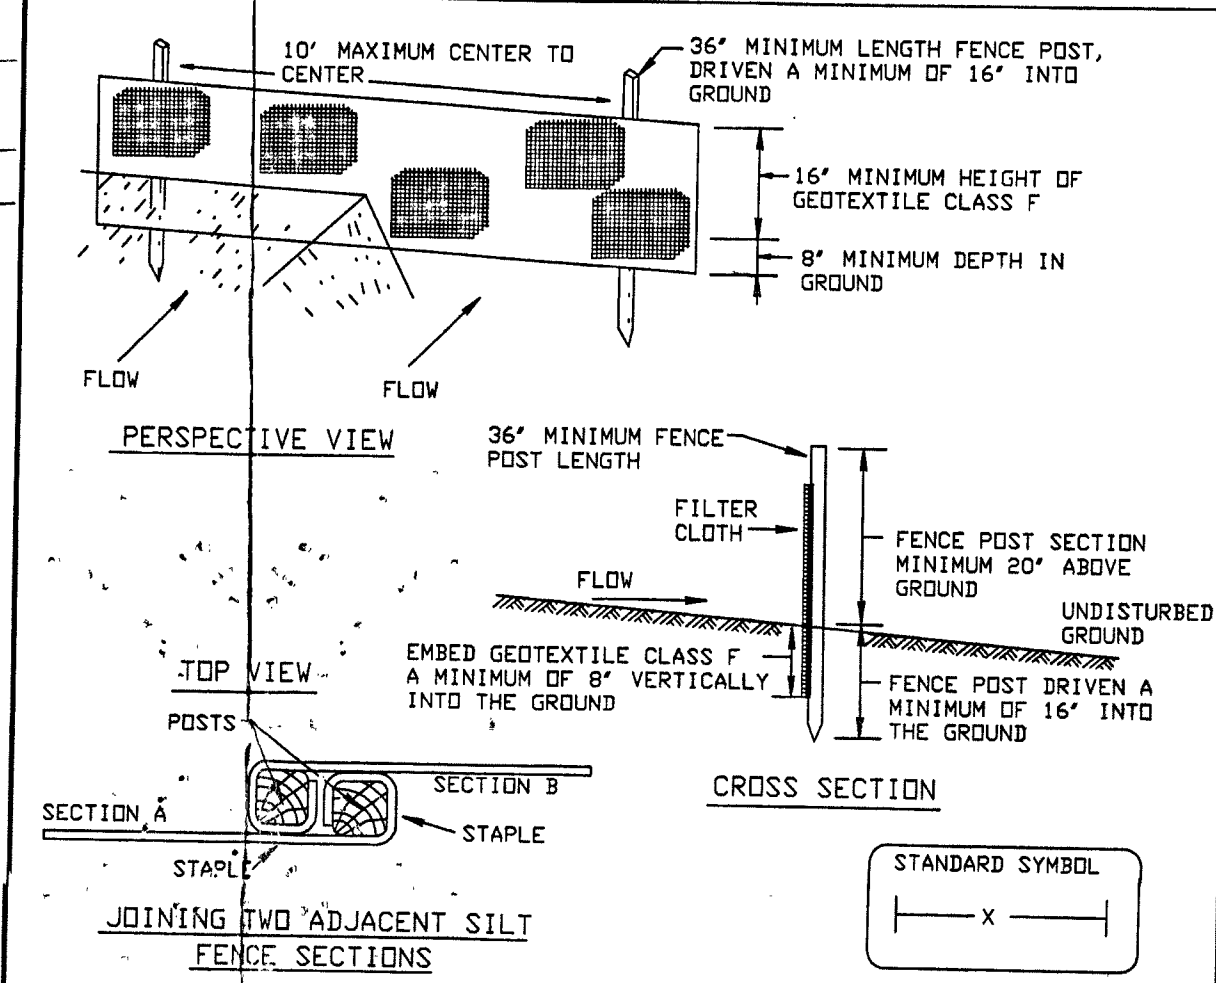 10' MAXIMUM CENTER TO
CENTER
36" MINIMUM LENGTH FENCE POST,
DRIVEN A MINIMUM OF 16" INTO
GROUND
16" MINIMUM HEIGHT OF
GEOTEXTILE CLASS F
8" MINIMUM DEPTH IN
GROUND
FLOW
FLOW
PERSPECTIVE VIEW
36" MINIMUM FENCE
POST LENGTH
FILTER
CLOTH
FLOW
FENCE POST SECTION
MINIMUM 20" ABOVE
GROUND
UNDISTURBED
GROUND
EMBED GEOTEXTILE CLASS F
A MINIMUM OF 8" VERTICALLY
INTO THE GROUND
FENCE POST DRIVEN A
MINIMUM OF 16" INTO
THE GROUND
CROSS SECTION
TOP VIEW
POSTS
SECTION B
SECTION A
STAPLE
STAPLE
JOINING TWO ADJACENT SILT
FENCE SECTIONS
STANDARD SYMBOL
X